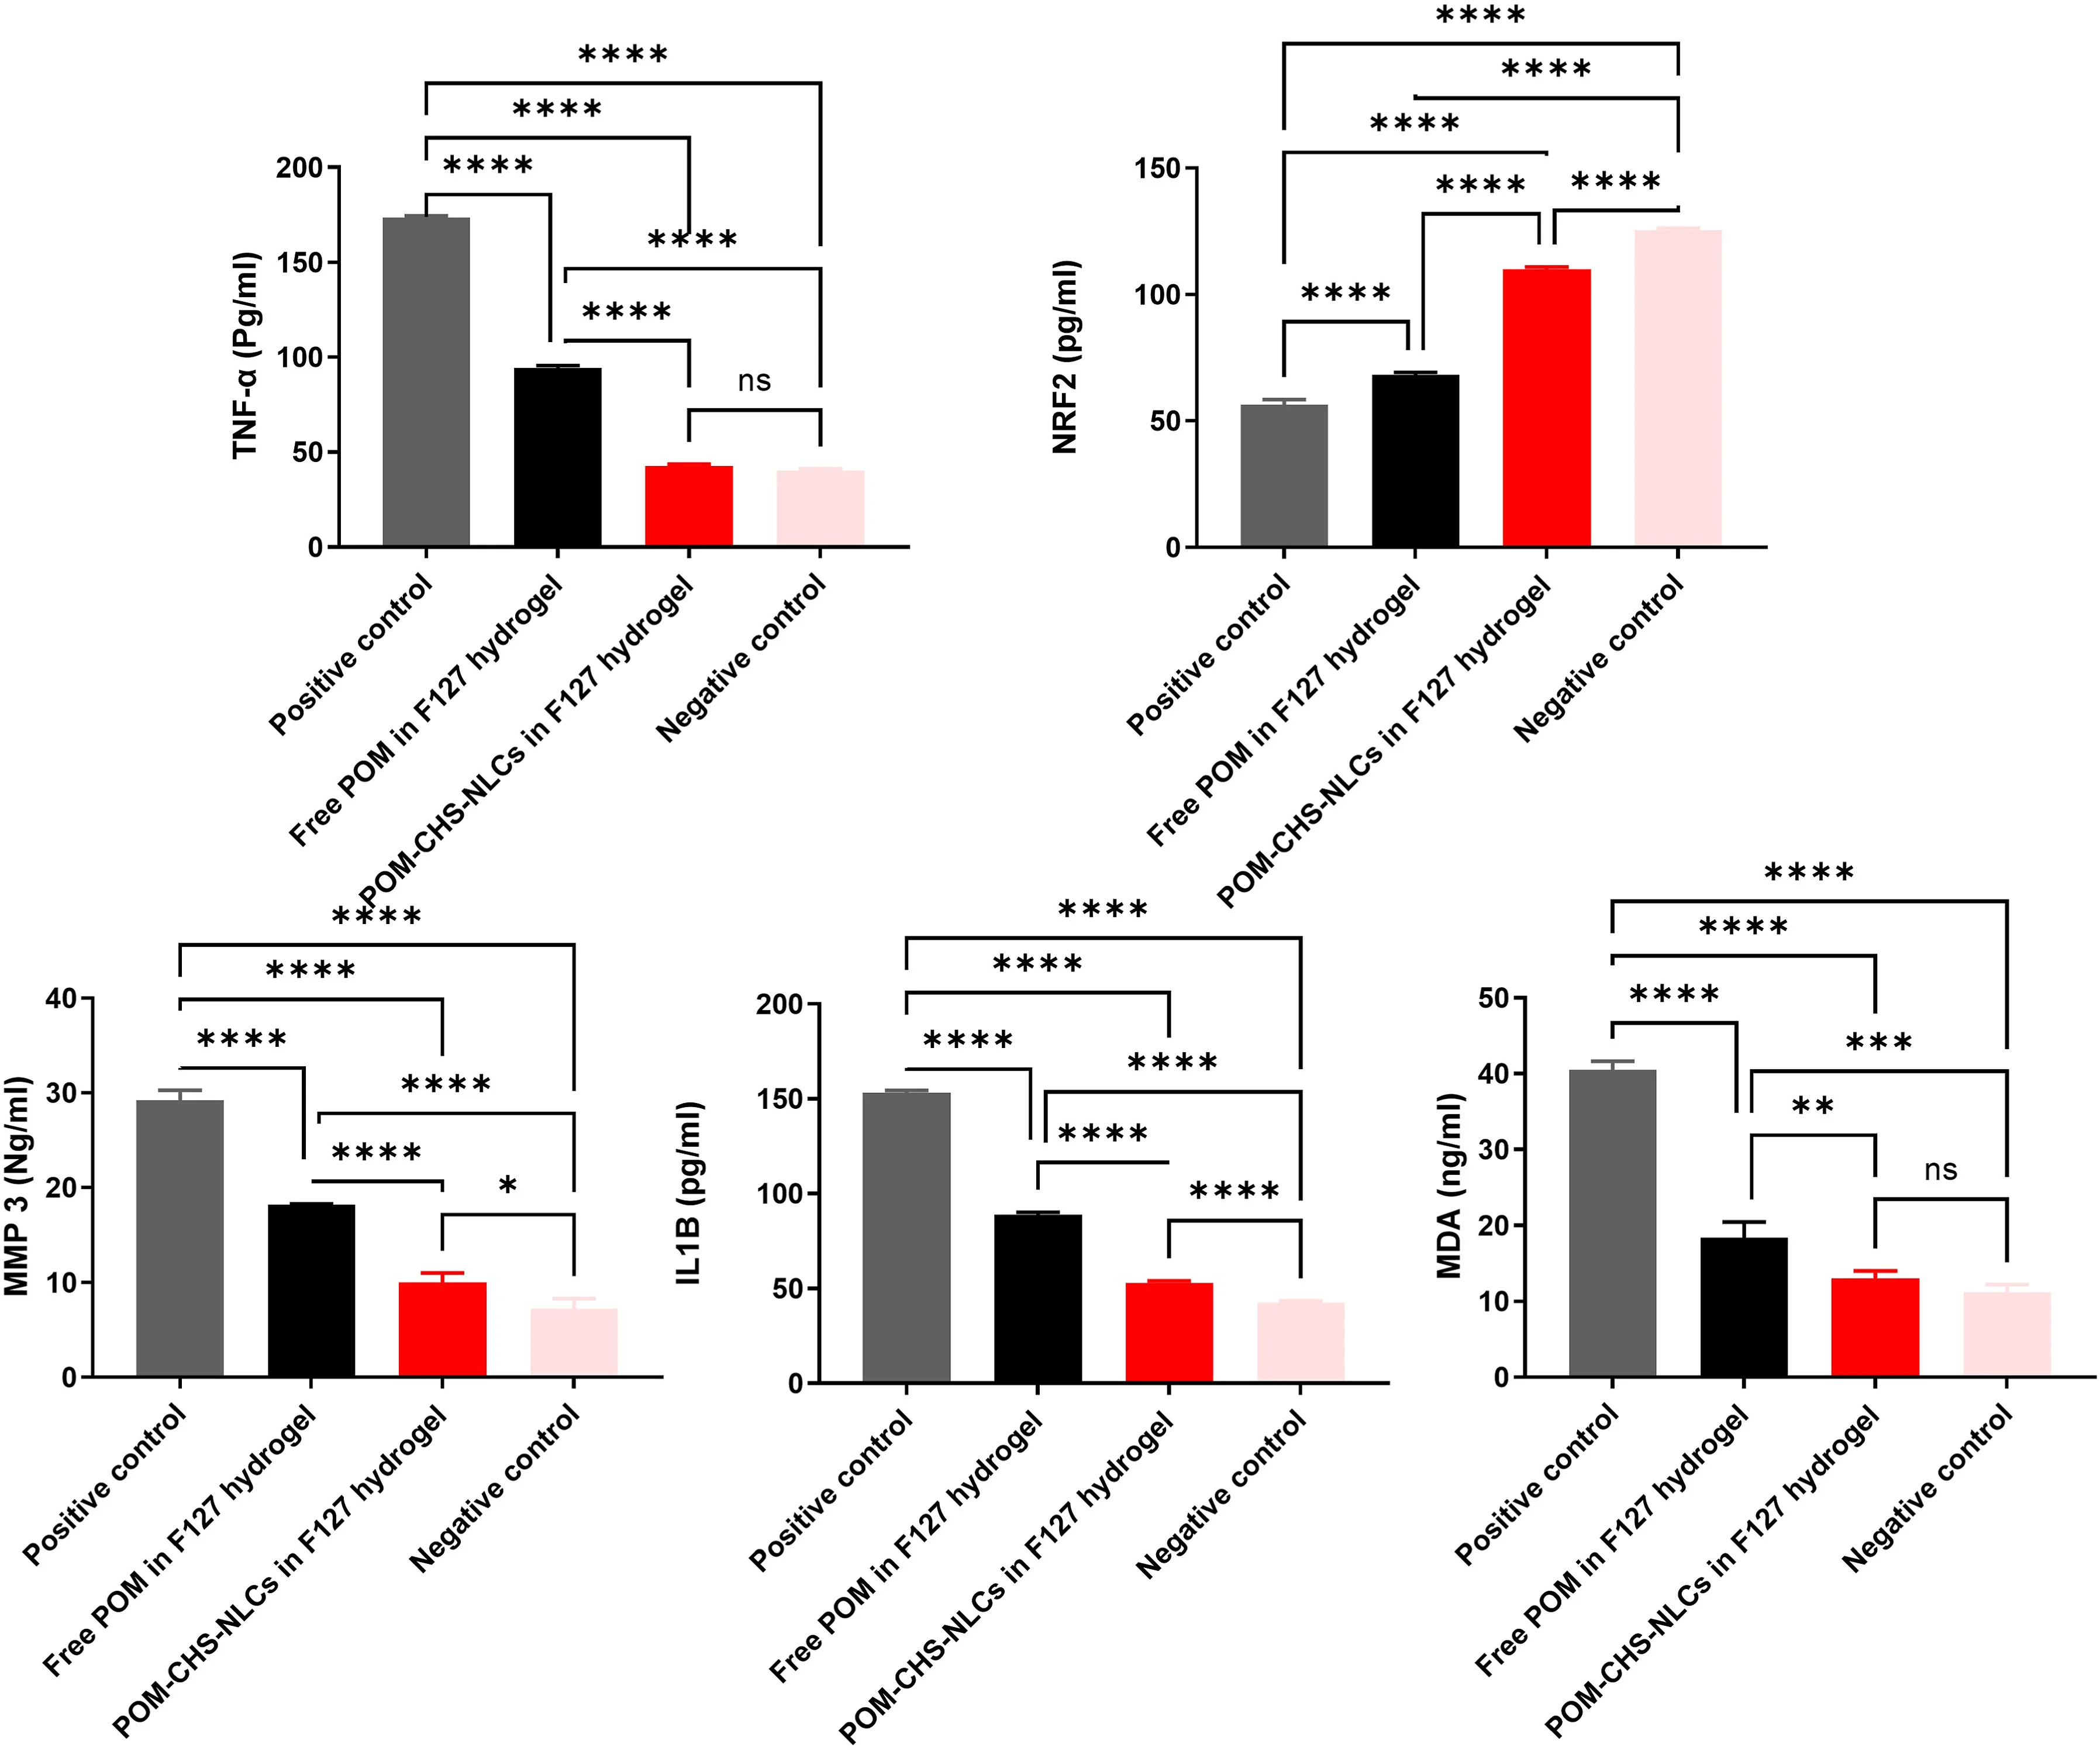 ****
****
****
****
****
ns
200
150
100
50
0
TNF-α (Pg/ml)
Positive control
Free POM in F127 hydrogel
POM-CHS-NLCs in F127 hydrogel
Negative control
****
****
****
****
****
****
150
100
50
0
NRF2 (pg/ml)
Positive control
Free POM in F127 hydrogel
POM-CHS-NLCs in F127 hydrogel
Negative control
****
****
****
****
****
*
40
30
20
10
0
MMP 3 (Ng/ml)
Positive control
Free POM in F127 hydrogel
POM-CHS-NLCs in F127 hydrogel
Negative control
****
****
****
****
****
****
200
150
100
50
0
IL1B (pg/ml)
Positive control
Free POM in F127 hydrogel
POM-CHS-NLCs in F127 hydrogel
Negative control
****
****
****
***
**
ns
50
40
30
20
10
0
MDA (ng/ml)
Positive control
Free POM in F127 hydrogel
POM-CHS-NLCs in F127 hydrogel
Negative control